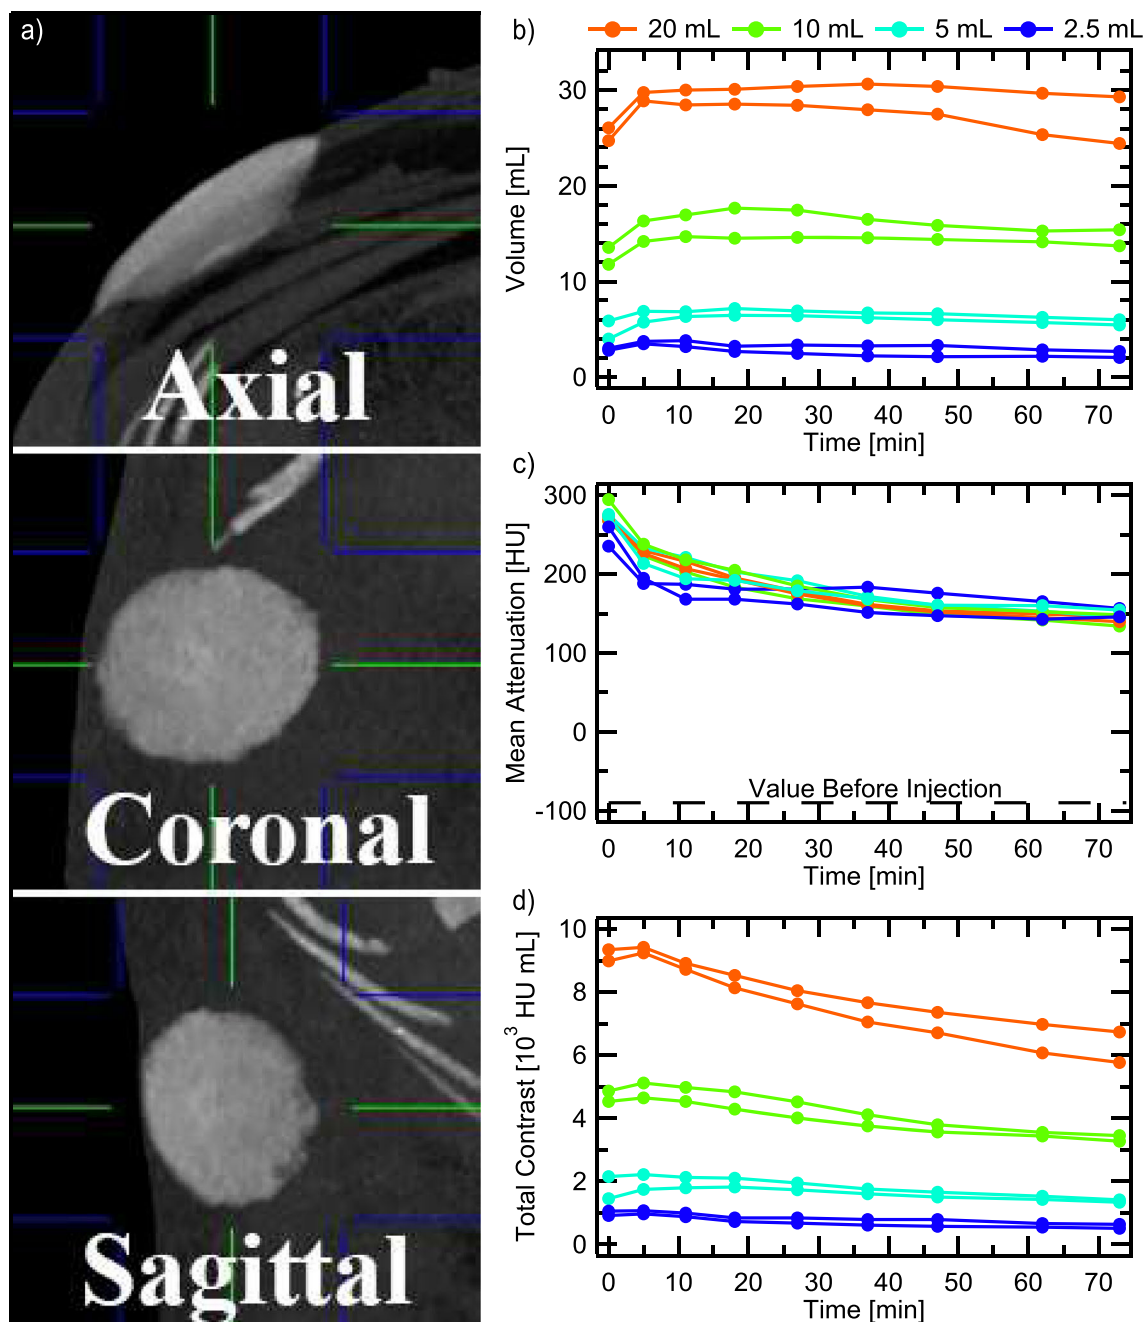 a)
Axial
Coronal
Sagittal
b)
20 mL 10 mL 5 mL 2.5 mL
Volume [mL]
30
20
10
0
0 10 20 30 40 50 60 70
Time [min]
c)
Mean Attenuation [HU]
300
200
100
0
-100
Value Before Injection
0 10 20 30 40 50 60 70
Time [min]
d)
Total Contrast [10³ HU mL]
10
8
6
4
2
0
0 10 20 30 40 50 60 70
Time [min]